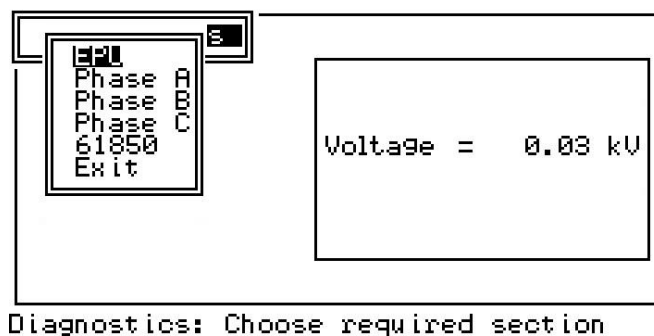 s
EPU
Phase A
Phase B
Phase C
61850
Exit
Voltage = 0.03 kV
Diagnostics: Choose required section